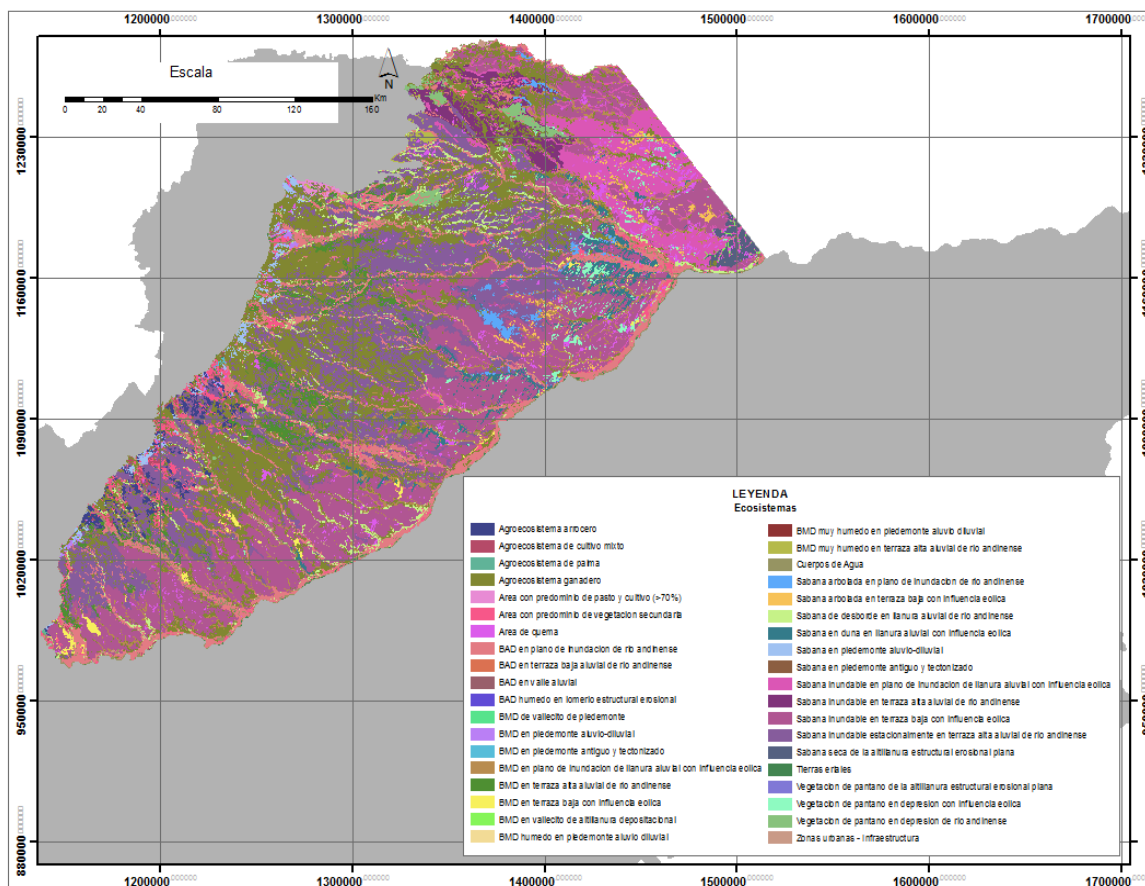 1200000 1300000 1400000 1500000 1600000 1700000
Escala
N
Km
0 20 40 80 120 160
1230000
1160000
1090000
1020000
950000
880000
LEYENDA
Ecosistemas
Agroecosistema arrocero
Agroecosistema de cultivo mixto
Agroecosistema de palma
Agroecosistema ganadero
Area con predominio de pasto y cultivo (>70%)
Area con predominio de vegetacion secundaria
Area de quema
BAD en plano de inundacion de rio andinense
BAD en terraza baja aluvial de rio andinense
BAD en valle aluvial
BAD humedo en lomerio estructural erosional
BMD de vallecito de piedemonte
BMD en piedemonte aluvio-diluvial
BMD en piedemonte antiguo y tectonizado
BMD en plano de inundacion de llanura aluvial con influencia eolica
BMD en terraza alta aluvial de rio andinense
BMD en terraza baja con influencia eolica
BMD en vallecito de altillanura depositacional
BMD humedo en piedemonte aluvio diluvial
BMD muy humedo en piedemonte aluvio diluvial
BMD muy humedo en terraza alta aluvial de rio andinense
Cuerpos de Agua
Sabana arbolada en plano de inundacion de rio andinense
Sabana arbolada en terraza baja con influencia eolica
Sabana de desborde en llanura aluvial de rio andinense
Sabana en duna en llanura aluvial con influencia eolica
Sabana en piedemonte aluvio-diluvial
Sabana en piedemonte antiguo y tectonizado
Sabana inundable en plano de inundacion de llanura aluvial con influencia eolica
Sabana inundable en terraza alta aluvial de rio andinense
Sabana inundable en terraza baja con influencia eolica
Sabana inundable estacionalmente en terraza alta aluvial de rio andinense
Sabana seca de la altillanura estructural erosional plana
Tierras eriales
Vegetacion de pantano de la altillanura estructural erosional plana
Vegetacion de pantano en depresion con influencia eolica
Vegetacion de pantano en depresion de rio andinense
Zonas urbanas - Infraestructura
1200000 1300000 1400000 1500000 1600000 1700000